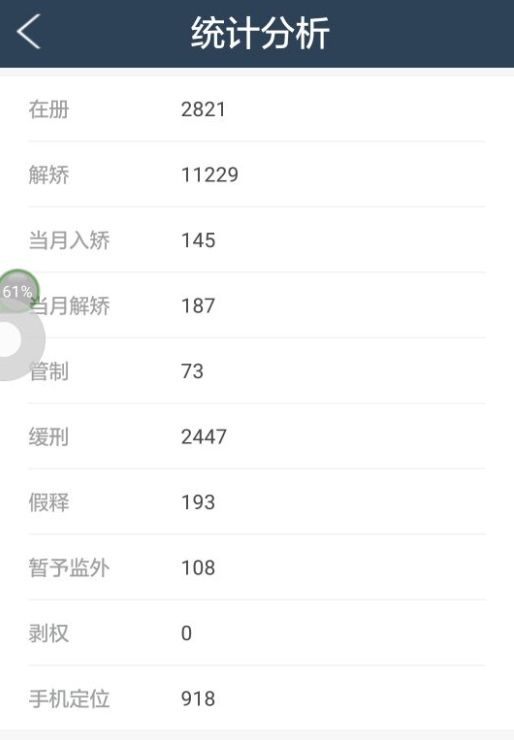 统计分析
在册 2821
解矫 11229
当月入矫 145
61%
当月解矫 187
管制 73
缓刑 2447
假释 193
暂予监外 108
剥权 0
手机定位 918